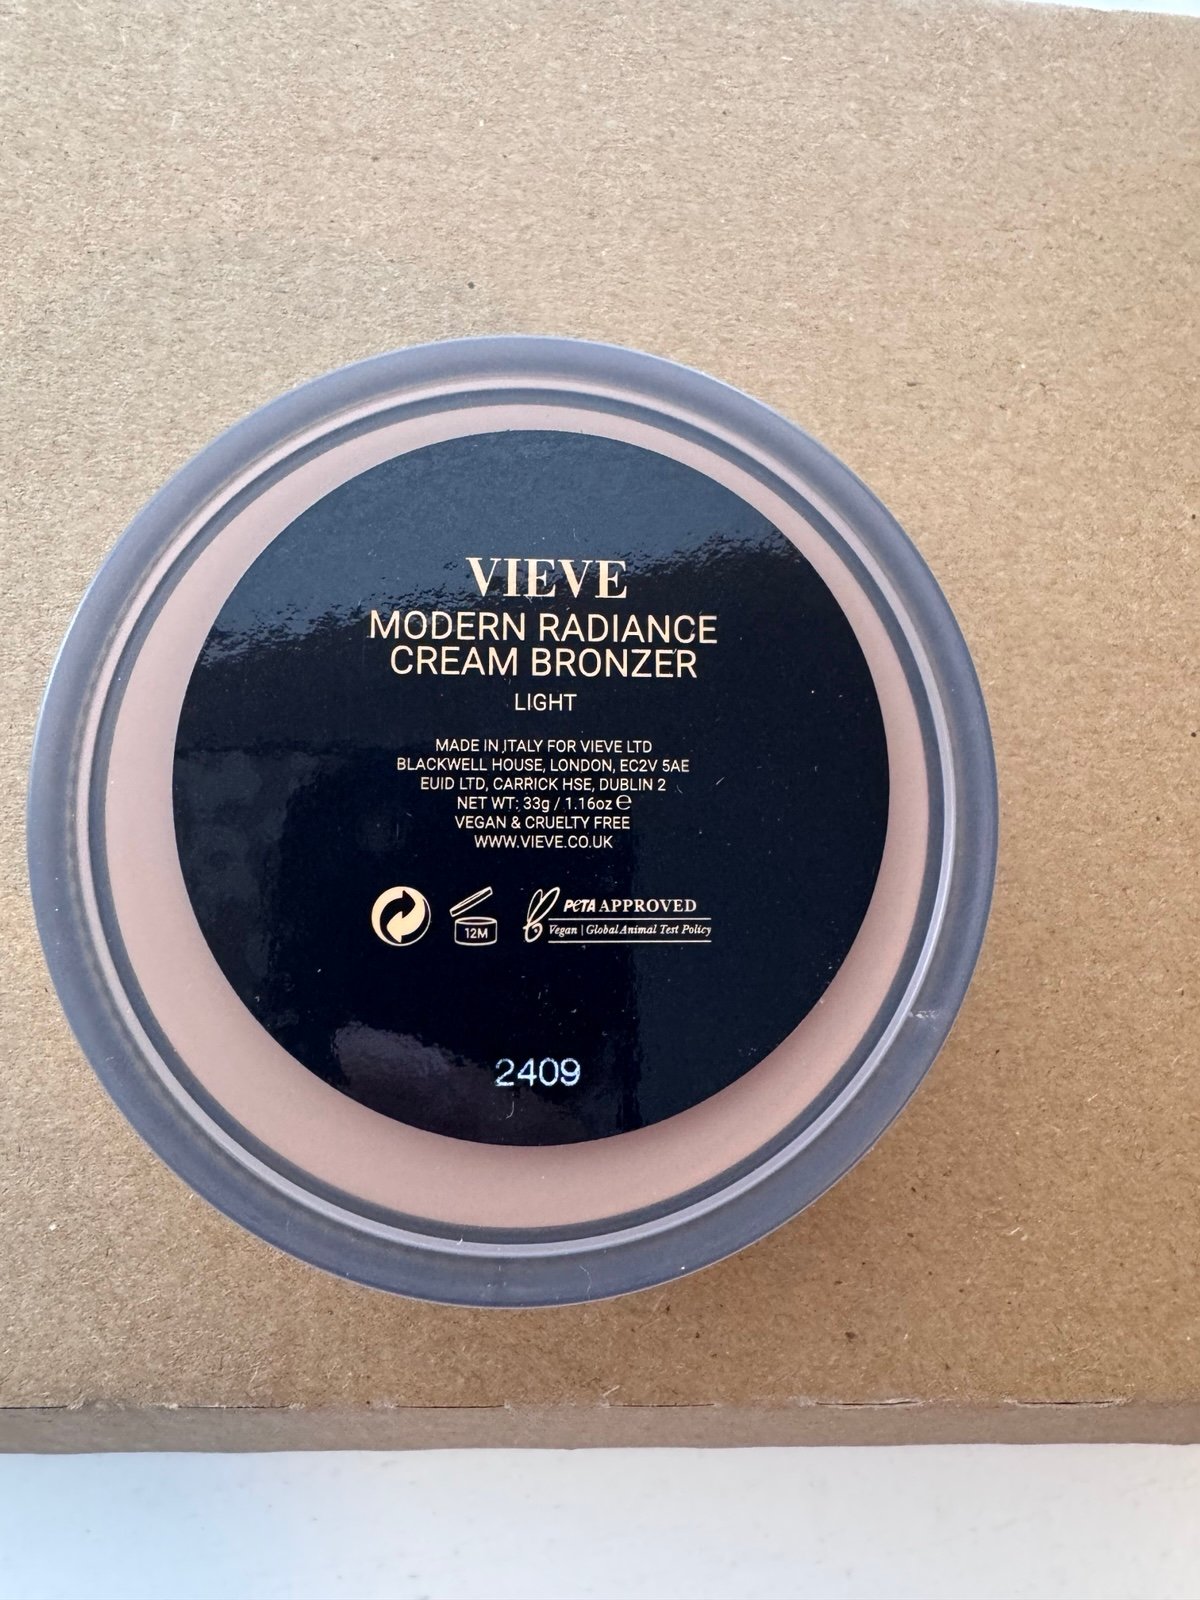 VIEVE
MODERN RADIANCE
CREAM BRONZER
LIGHT
MADE IN ITALY FOR VIEVE LTD
BLACKWELL HOUSE, LONDON, EC2V 5AE
EUID LTD, CARRICK HSE, DUBLIN 2
NET WT: 33g / 1.16oz ℮
VEGAN & CRUELTY FREE
WWW.VIEVE.CO.UK
12M
PETA APPROVED
Vegan | Global Animal Test Policy
2409